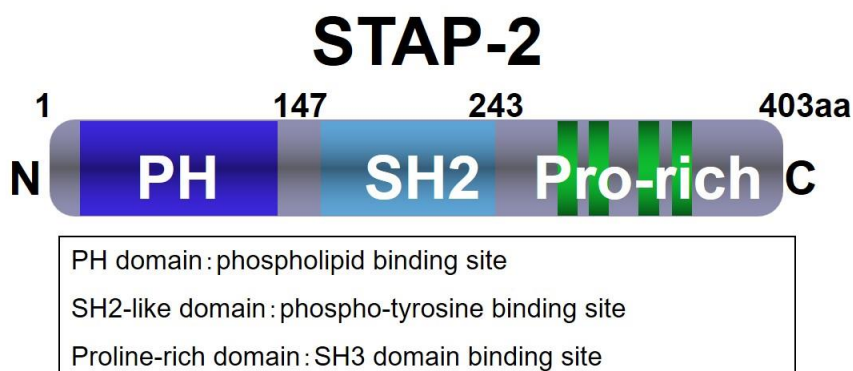 STAP-2
1 147 243 403aa
N PH SH2 Pro-rich C
PH domain:phospholipid binding site
SH2-like domain:phospho-tyrosine binding site
Proline-rich domain:SH3 domain binding site